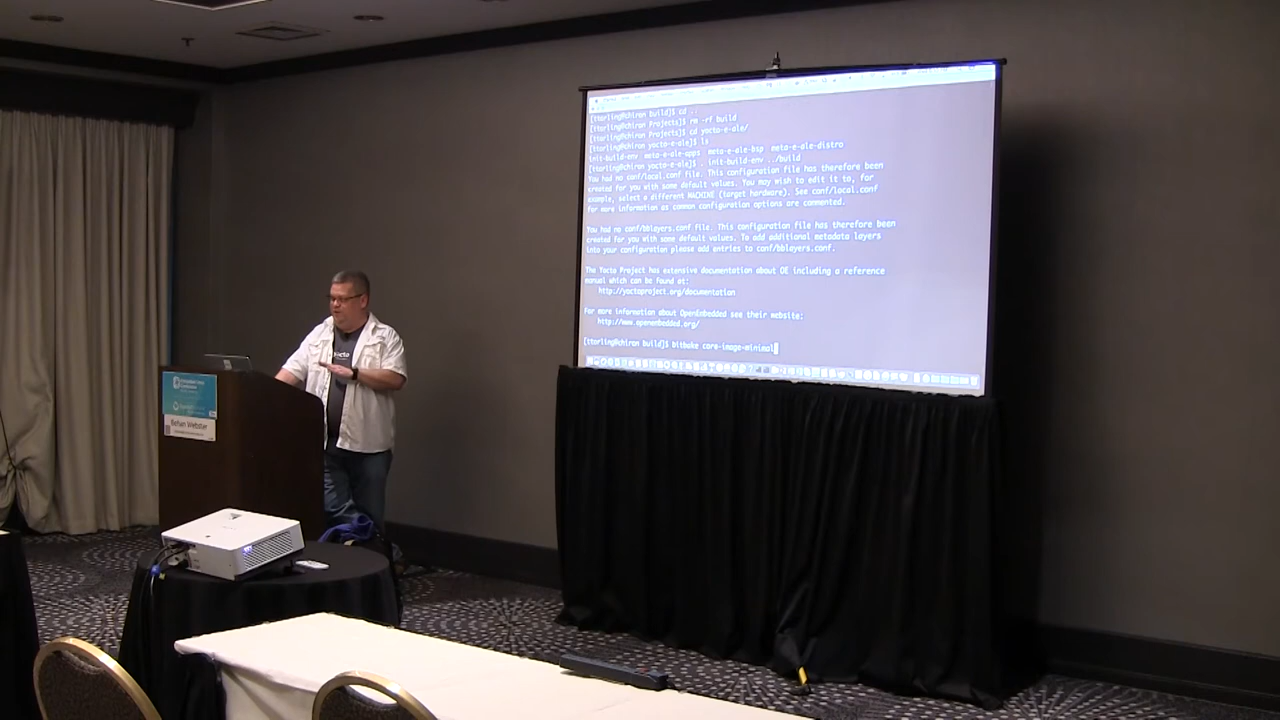 [ttorling@chiron build]$ cd ..
[ttorling@chiron Projects]$ rm -rf build
[ttorling@chiron Projects]$ cd yocto-e-ale/
[ttorling@chiron yocto-e-ale]$ ls
init-build-env meta-e-ale-apps meta-e-ale-bsp meta-e-ale-distro
[ttorling@chiron yocto-e-ale]$ . init-build-env ../build
You had no conf/local.conf file. This configuration file has therefore been
created for you with some default values. You may wish to edit it to, for
example, select a different MACHINE (target hardware). See conf/local.conf
for more information as common configuration options are commented.
You had no conf/bblayers.conf file. This configuration file has therefore been
created for you with some default values. To add additional metadata layers
into your configuration please add entries to conf/bblayers.conf.
The Yocto Project has extensive documentation about OE including a reference
manual which can be found at:
http://yoctoproject.org/documentation
For more information about OpenEmbedded see their website:
http://www.openembedded.org/
[ttorling@chiron build]$ bitbake core-image-minimal
Behan Webster